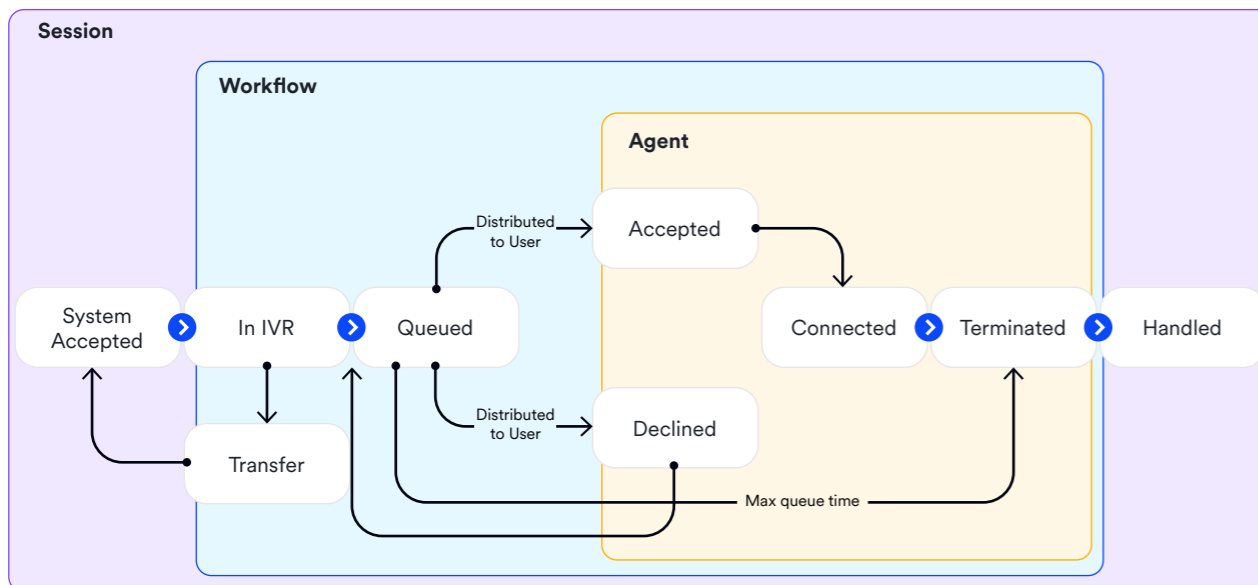 Session
Workflow
Agent
Distributed
to User
Accepted
System
Accepted
In IVR
Queued
Connected
Terminated
Handled
Distributed
to User
Declined
Transfer
Max queue time